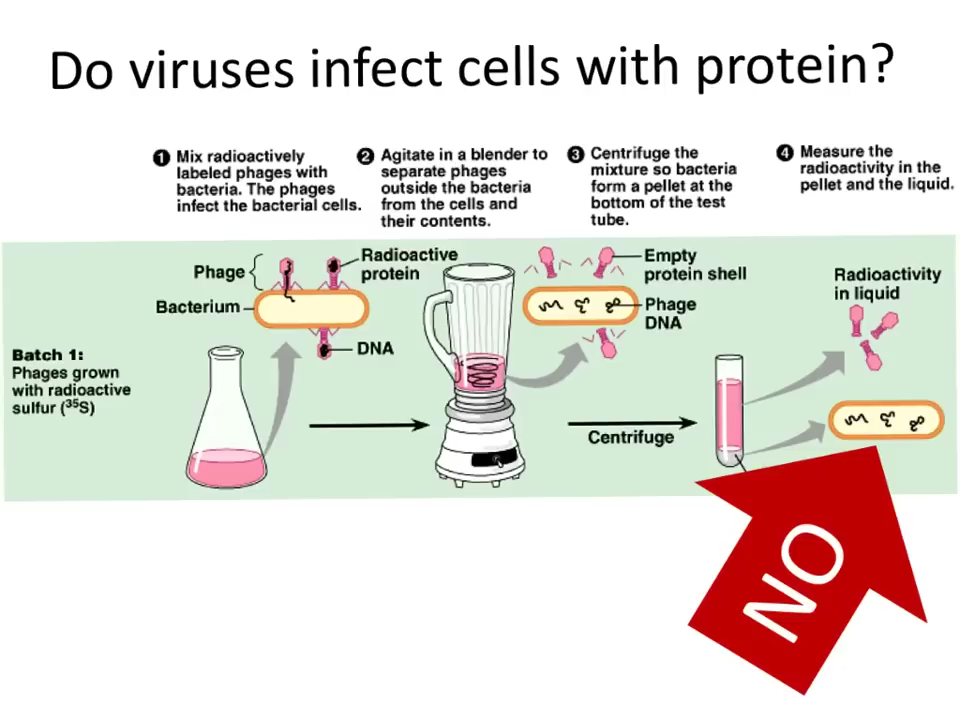 Do viruses infect cells with protein?
1 Mix radioactively
labeled phages with
bacteria. The phages
infect the bacterial cells.
2 Agitate in a blender to
separate phages
outside the bacteria
from the cells and
their contents.
3 Centrifuge the
mixture so bacteria
form a pellet at the
bottom of the test
tube.
4 Measure the
radioactivity in the
pellet and the liquid.
Phage
Radioactive
protein
Bacterium
DNA
Empty
protein shell
Phage
DNA
Radioactivity
in liquid
Batch 1:
Phages grown
with radioactive
sulfur (³⁵S)
Centrifuge
NO